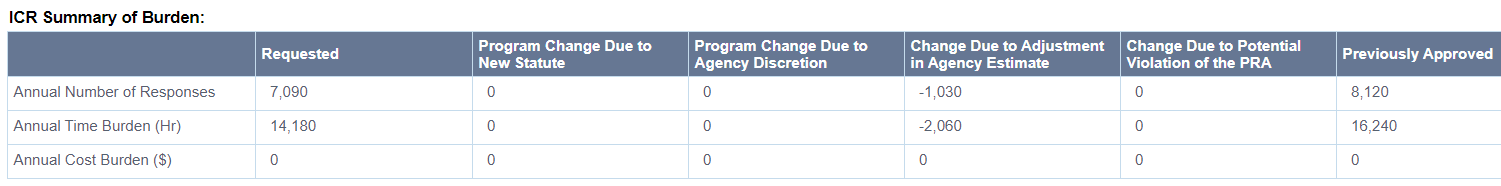 ICR Summary of Burden:
Requested
Program Change Due to
New Statute
Program Change Due to
Agency Discretion
Change Due to Adjustment
in Agency Estimate
Change Due to Potential
Violation of the PRA
Previously Approved
Annual Number of Responses 7,090 0 0 -1,030 0 8,120
Annual Time Burden (Hr) 14,180 0 0 -2,060 0 16,240
Annual Cost Burden ($) 0 0 0 0 0 0